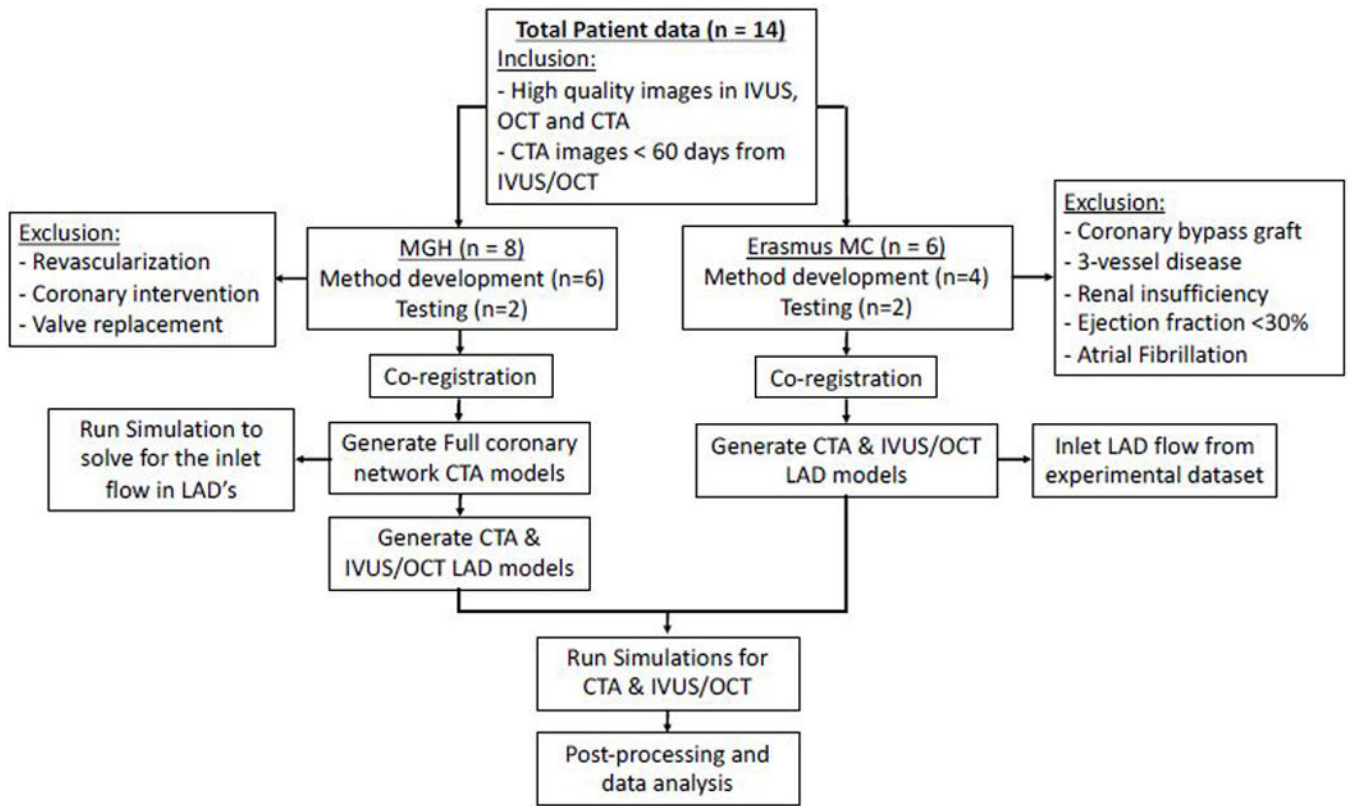 Total Patient data (n = 14)
Inclusion:
- High quality images in IVUS,
OCT and CTA
- CTA images < 60 days from
IVUS/OCT
Exclusion:
- Revascularization
- Coronary intervention
- Valve replacement
MGH (n = 8)
Method development (n=6)
Testing (n=2)
Erasmus MC (n = 6)
Method development (n=4)
Testing (n=2)
Exclusion:
- Coronary bypass graft
- 3-vessel disease
- Renal insufficiency
- Ejection fraction <30%
- Atrial Fibrillation
Co-registration
Co-registration
Run Simulation to
solve for the inlet
flow in LAD's
Generate Full coronary
network CTA models
Generate CTA & IVUS/OCT
LAD models
Inlet LAD flow from
experimental dataset
Generate CTA &
IVUS/OCT LAD models
Run Simulations for
CTA & IVUS/OCT
Post-processing and
data analysis